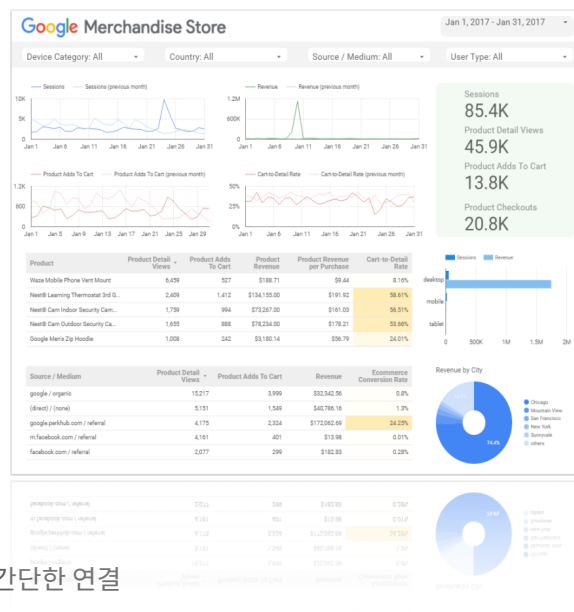 Google Merchandise Store
Jan 1, 2017 - Jan 31, 2017
Device Category: All
Country: All
Source / Medium: All
User Type: All
Sessions Sessions (previous month)
10K
5K
0
Jan 1 Jan 6 Jan 11 Jan 16 Jan 21 Jan 26 Jan 31
Revenue Revenue (previous month)
1.2M
600K
0
Jan 1 Jan 6 Jan 11 Jan 16 Jan 21 Jan 26 Jan 31
Sessions
85.4K
Product Detail Views
45.9K
Product Adds To Cart
13.8K
Product Checkouts
20.8K
Product Adds To Cart Product Adds To Cart (previous month)
1.2K
600
0
Jan 1 Jan 5 Jan 9 Jan 13 Jan 17 Jan 21 Jan 25 Jan 29
Cart-to-Detail Rate Cart-to-Detail Rate (previous month)
50%
25%
0%
Jan 1 Jan 6 Jan 11 Jan 16 Jan 21 Jan 26 Jan 31
Product Product Detail Views Product Adds To Cart Product Revenue Product Revenue per Purchase Cart-to-Detail Rate
Waze Mobile Phone Vent Mount 6,459 527 $188.71 $9.44 8.16%
Nest® Learning Thermostat 3rd G... 2,409 1,412 $134,155.00 $191.92 58.61%
Nest® Cam Indoor Security Cam... 1,759 994 $73,267.00 $161.03 56.51%
Nest® Cam Outdoor Security Ca... 1,655 888 $78,234.00 $178.21 53.66%
Google Men's Zip Hoodie 1,008 242 $3,180.14 $56.79 24.01%
Sessions Revenue
desktop
mobile
tablet
0 500K 1M 1.5M 2M
Source / Medium Product Detail Views Product Adds To Cart Revenue Ecommerce Conversion Rate
google / organic 15,217 3,999 $32,342.56 0.8%
(direct) / (none) 5,151 1,549 $40,786.16 1.3%
google.perkhub.com / referral 4,175 2,324 $172,062.69 24.25%
m.facebook.com / referral 4,161 401 $13.98 0.01%
facebook.com / referral 2,077 299 $182.83 0.28%
Revenue by City
74.4%
Chicago
Mountain View
San Francisco
New York
Sunnyvale
others
간단한 연결